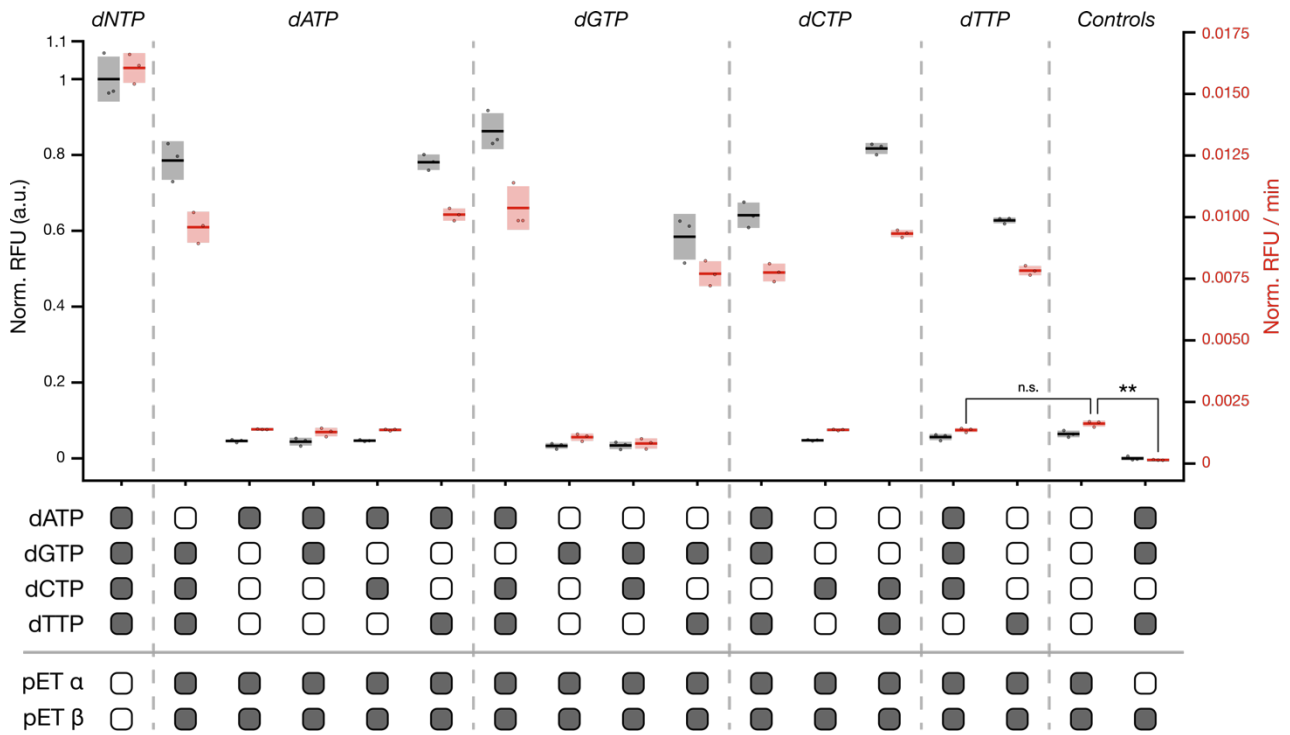 dNTP dATP dGTP dCTP dTTP Controls
1.1 0.0175
1 0.0150
0.8 0.0125
0.6 0.0100
0.4 0.0075
0.0050
0.2 0.0025
0 0
Norm. RFU (a.u.)
Norm. RFU / min
n.s. **
dATP
dGTP
dCTP
dTTP
pET α
pET β